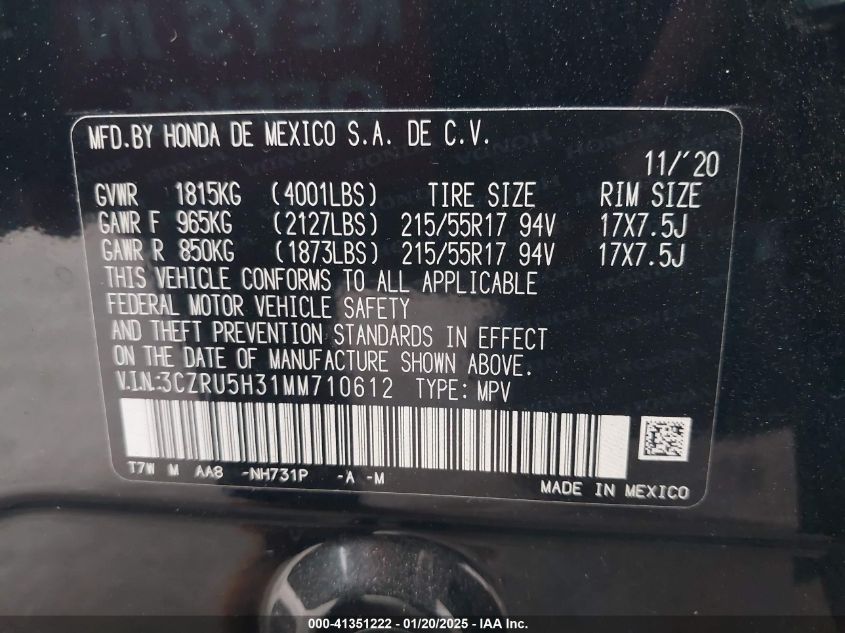 MFD.BY HONDA DE MEXICO S.A. DE C.V.
11/'20
GVWR 1815KG (4001LBS) TIRE SIZE RIM SIZE
GAWR F 965KG (2127LBS) 215/55R17 94V 17X7.5J
GAWR R 850KG (1873LBS) 215/55R17 94V 17X7.5J
THIS VEHICLE CONFORMS TO ALL APPLICABLE
FEDERAL MOTOR VEHICLE SAFETY
AND THEFT PREVENTION STANDARDS IN EFFECT
ON THE DATE OF MANUFACTURE SHOWN ABOVE.
V.I.N.:3CZRU5H31MM710612 TYPE: MPV
T7W M AA8 -NH731P -A -M
MADE IN MEXICO
000-41351222 — 01/20/2025 — IAA Inc.